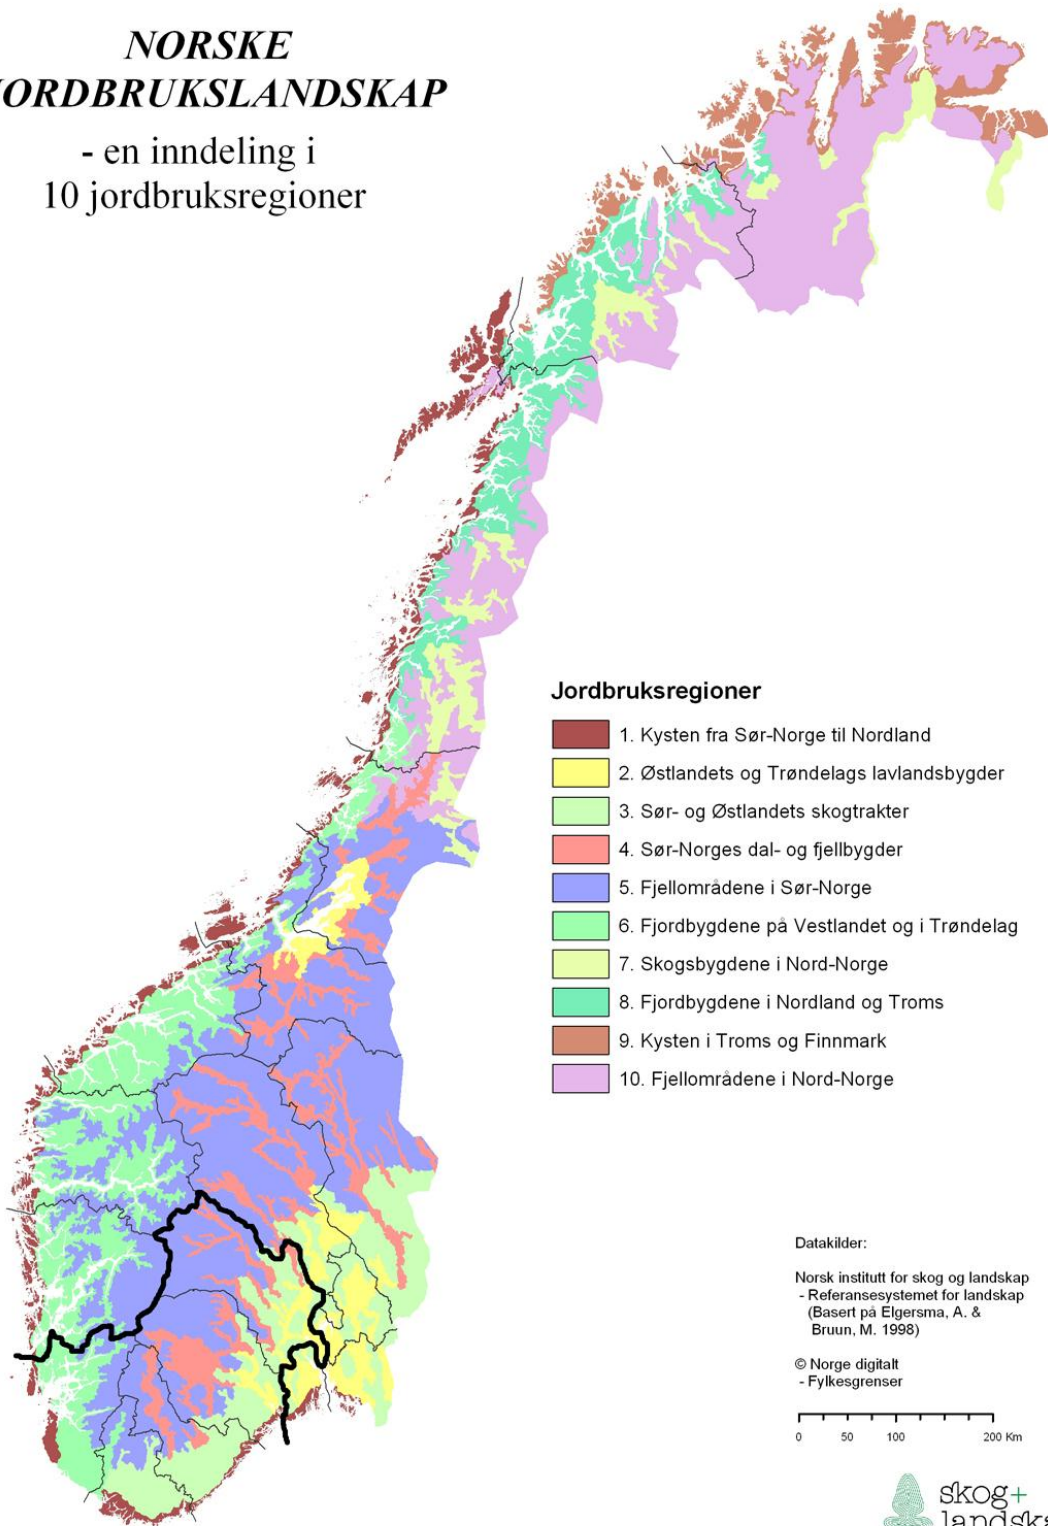 NORSKE
JORDBRUKSLANDSKAP
- en inndeling i
10 jordbruksregioner
Jordbruksregioner
1. Kysten fra Sør-Norge til Nordland
2. Østlandets og Trøndelags lavlandsbygder
3. Sør- og Østlandets skogtrakter
4. Sør-Norges dal- og fjellbygder
5. Fjellområdene i Sør-Norge
6. Fjordbygdene på Vestlandet og i Trøndelag
7. Skogsbygdene i Nord-Norge
8. Fjordbygdene i Nordland og Troms
9. Kysten i Troms og Finnmark
10. Fjellområdene i Nord-Norge
Datakilder:
Norsk institutt for skog og landskap
- Referansesystemet for landskap
(Basert på Elgersma, A. &
Bruun, M. 1998)
© Norge digitalt
- Fylkesgrenser
0 50 100 200 Km
skog+
landska